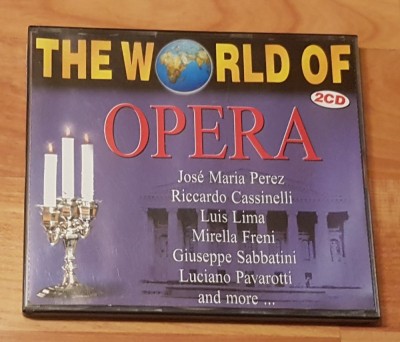 THE WORLD OF
2CD
OPERA
José Maria Perez
Riccardo Cassinelli
Luis Lima
Mirella Freni
Giuseppe Sabbatini
Luciano Pavarotti
and more ...